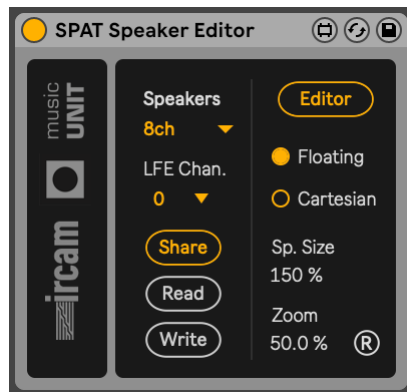 SPAT Speaker Editor
music
UNIT
ircam
Speakers
8ch
LFE Chan.
0
Share
Read
Write
Editor
Floating
Cartesian
Sp. Size
150 %
Zoom
50.0 %
R